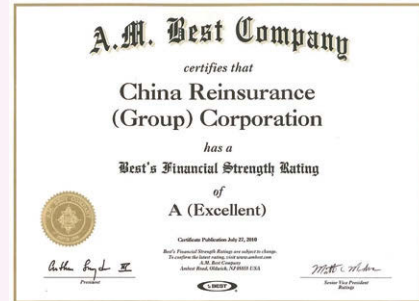 A.M. Best Company
certifies that
China Reinsurance
(Group) Corporation
has a
Best's Financial Strength Rating
of
A (Excellent)
Certificate Publication July 27, 2010
Best's Financial Strength Ratings are subject to change.
To confirm the latest rating, visit www.ambest.com
A.M. Best Company
Ambest Road, Oldwick, NJ 08858 USA
President
Senior Vice President
Ratings
BEST